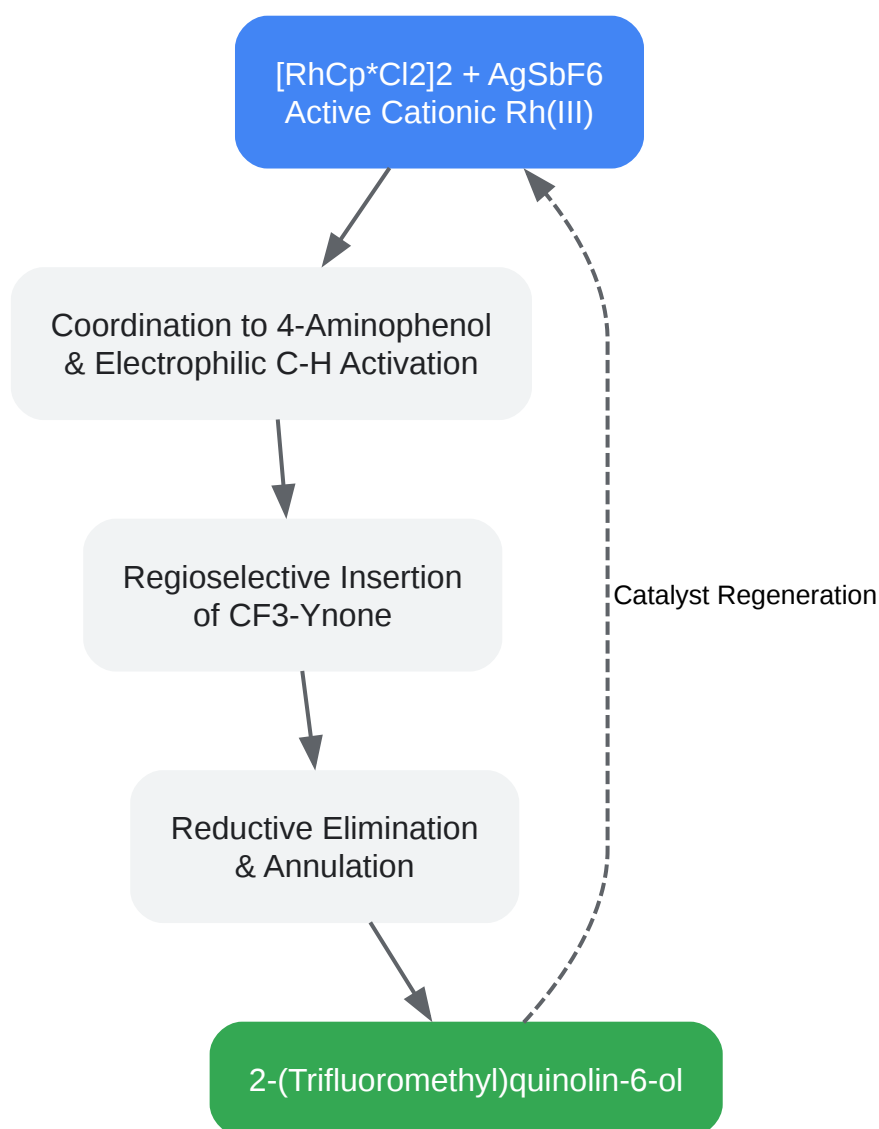 [RhCp*Cl2]2 + AgSbF6
Active Cationic Rh(III)
Coordination to 4-Aminophenol
& Electrophilic C-H Activation
Regioselective Insertion
of CF3-Ynone
Catalyst Regeneration
Reductive Elimination
& Annulation
2-(Trifluoromethyl)quinolin-6-ol